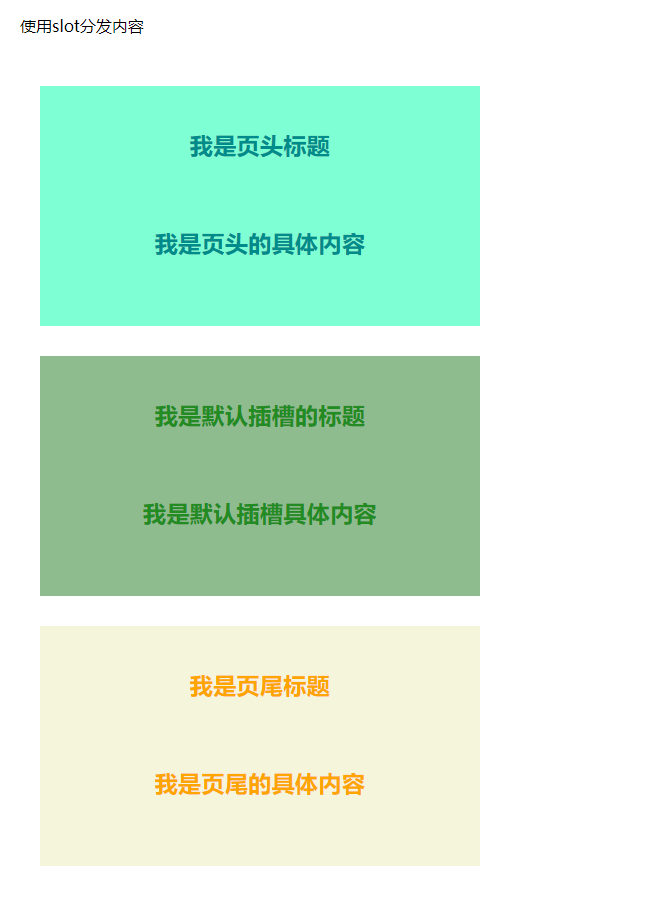 使用slot分发内容
我是页头标题
我是页头的具体内容
我是默认插槽的标题
我是默认插槽具体内容
我是页尾标题
我是页尾的具体内容